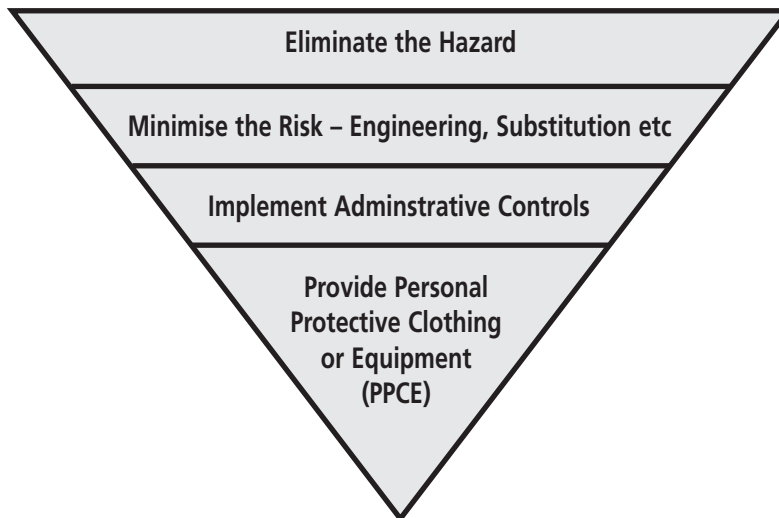 Eliminate the Hazard
Minimise the Risk – Engineering, Substitution etc
Implement Adminstrative Controls
Provide Personal
Protective Clothing
or Equipment
(PPCE)